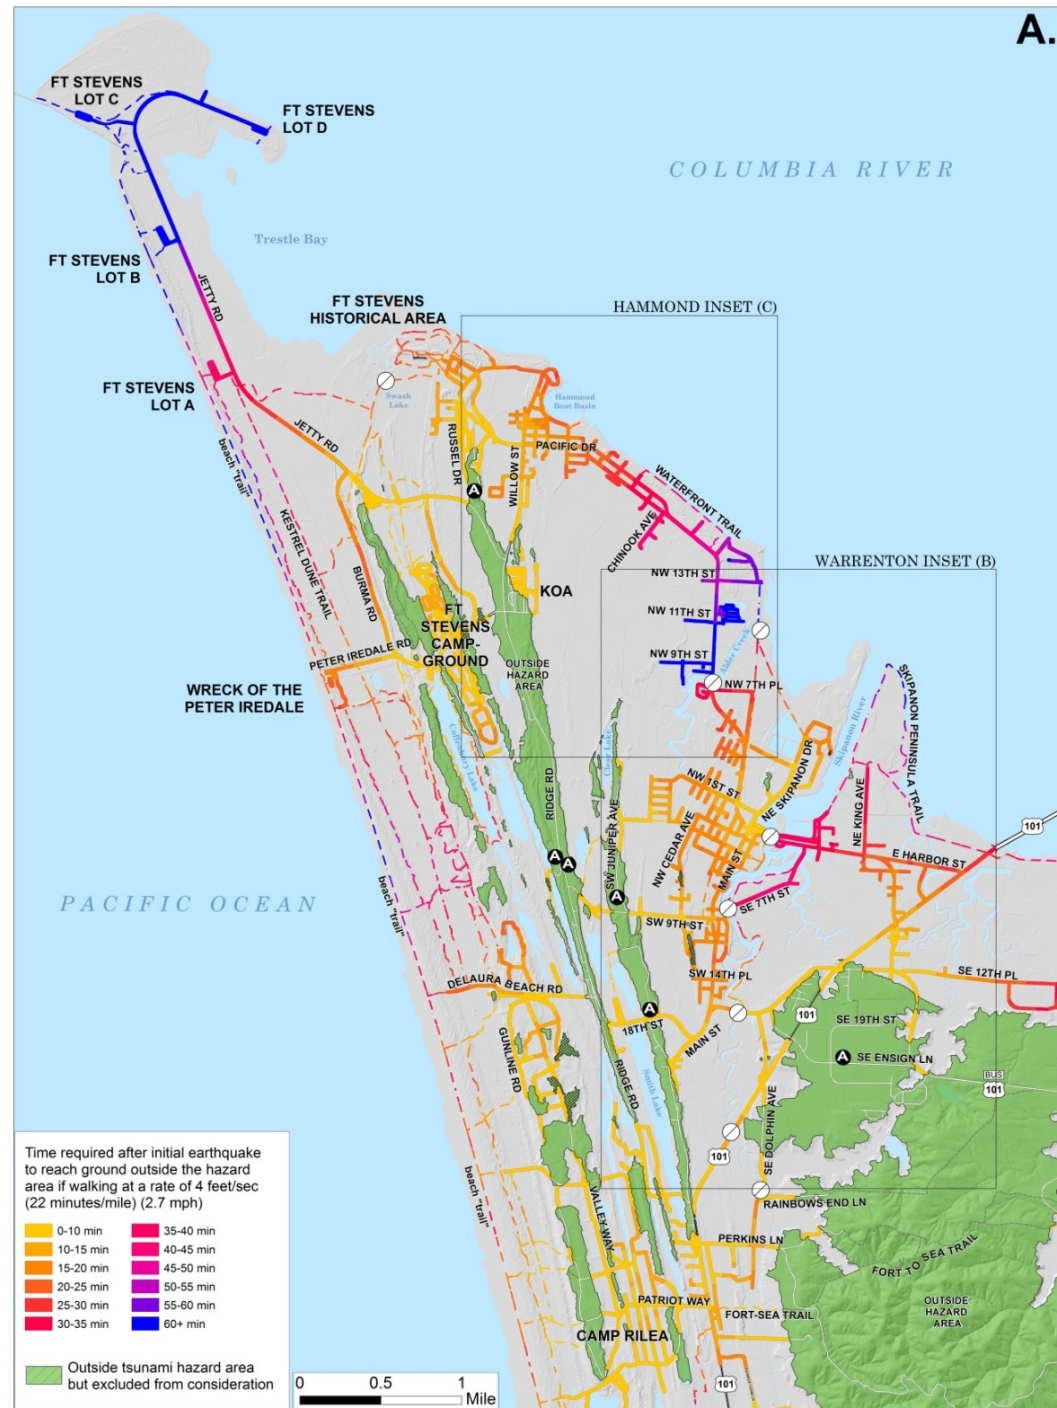 A.
FT STEVENS
LOT C
FT STEVENS
LOT D
COLUMBIA RIVER
Trestle Bay
FT STEVENS
LOT B
JETTY RD
FT STEVENS
HISTORICAL AREA
HAMMOND INSET (C)
FT STEVENS
LOT A
Swash
Lake
Hammond
Boat Basin
JETTY RD
RUSSEL DR
WILLOW ST
PACIFIC DR
beach "trail"
A
WATERFRONT TRAIL
KESTREL DUNE TRAIL
CHINOOK AVE
BURMA RD
WARRENTON INSET (B)
NW 13TH ST
KOA
FT
STEVENS
CAMP-
GROUND
NW 11TH ST
PETER IREDALE RD
OUTSIDE
HAZARD
AREA
NW 9TH ST
Alder Creek
WRECK OF THE
PETER IREDALE
NW 7TH PL
SKIPANON PENINSULA TRAIL
Skipanon River
Coffenbury Lake
Clear Lake
RIDGE RD
NW 1ST ST
NE SKIPANON DR
NE KING AVE
SW JUNIPER AVE
NW CEDAR AVE
MAIN ST
101
E HARBOR ST
A
A
A
PACIFIC OCEAN
beach "trail"
SE 7TH ST
SW 9TH ST
SW 14TH PL
DELAURA BEACH RD
SE 12TH PL
A
101
18TH ST
MAIN ST
SE 19TH ST
GUNLINE RD
A
SE ENSIGN LN
RIDGE RD
Smith Lake
BUS
101
SE DOLPHIN AVE
101
beach "trail"
RAINBOWS END LN
VALLEY WAY
PERKINS LN
FORT TO SEA TRAIL
PATRIOT WAY
FORT-SEA TRAIL
OUTSIDE
HAZARD
AREA
CAMP RILEA
101
Time required after initial earthquake
to reach ground outside the hazard
area if walking at a rate of 4 feet/sec
(22 minutes/mile) (2.7 mph)
0-10 min
35-40 min
10-15 min
40-45 min
15-20 min
45-50 min
20-25 min
50-55 min
25-30 min
55-60 min
30-35 min
60+ min
Outside tsunami hazard area
but excluded from consideration
0 0.5 1
Mile